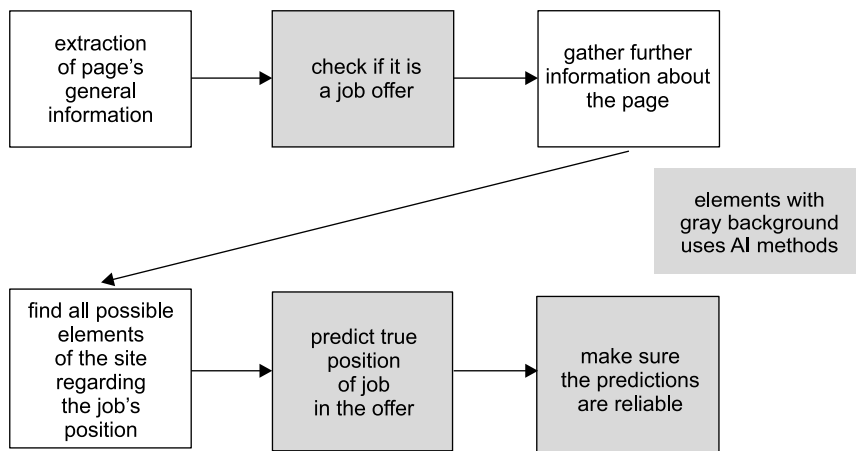 extraction
of page's
general
information
check if it is
a job offer
gather further
information about
the page
elements with
gray background
uses AI methods
find all possible
elements
of the site
regarding
the job's
position
predict true
position
of job
in the offer
make sure
the predictions
are reliable